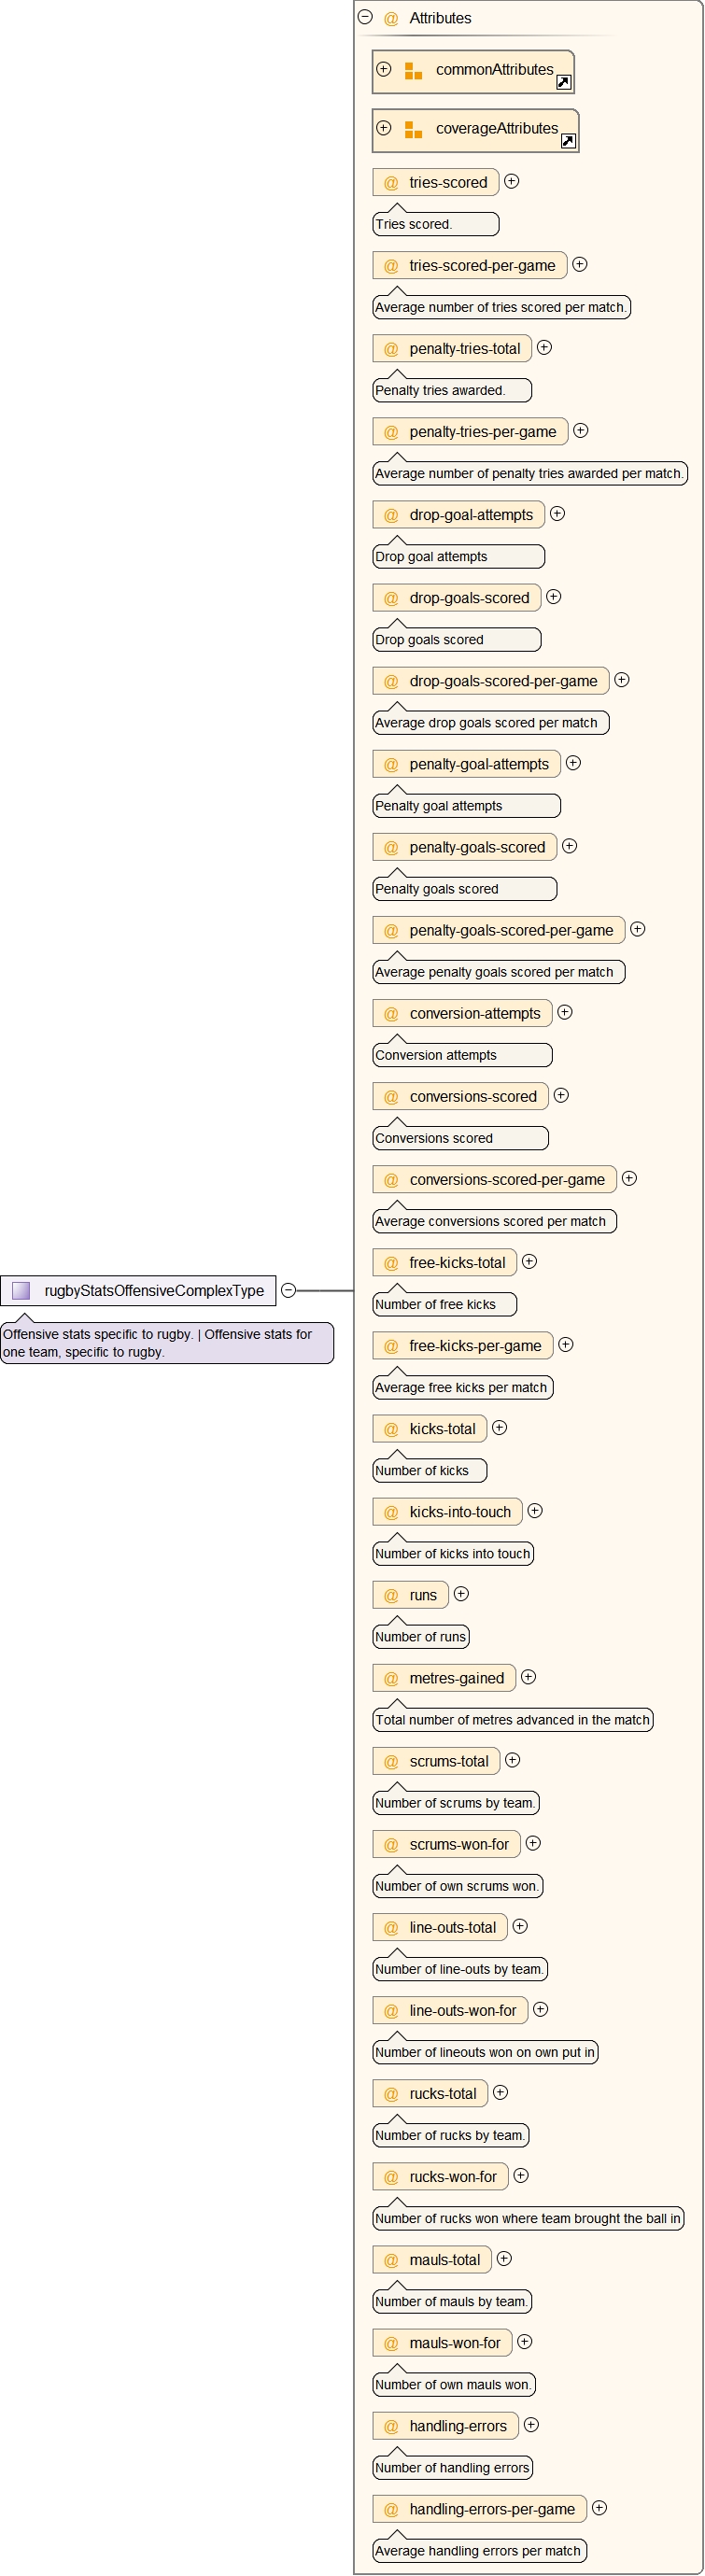 @ Attributes
commonAttributes
coverageAttributes
@ tries-scored
Tries scored.
@ tries-scored-per-game
Average number of tries scored per match.
@ penalty-tries-total
Penalty tries awarded.
@ penalty-tries-per-game
Average number of penalty tries awarded per match.
@ drop-goal-attempts
Drop goal attempts
@ drop-goals-scored
Drop goals scored
@ drop-goals-scored-per-game
Average drop goals scored per match
@ penalty-goal-attempts
Penalty goal attempts
@ penalty-goals-scored
Penalty goals scored
@ penalty-goals-scored-per-game
Average penalty goals scored per match
@ conversion-attempts
Conversion attempts
@ conversions-scored
Conversions scored
@ conversions-scored-per-game
Average conversions scored per match
@ free-kicks-total
Number of free kicks
rugbyStatsOffensiveComplexType
Offensive stats specific to rugby. | Offensive stats for
one team, specific to rugby.
@ free-kicks-per-game
Average free kicks per match
@ kicks-total
Number of kicks
@ kicks-into-touch
Number of kicks into touch
@ runs
Number of runs
@ metres-gained
Total number of metres advanced in the match
@ scrums-total
Number of scrums by team.
@ scrums-won-for
Number of own scrums won.
@ line-outs-total
Number of line-outs by team.
@ line-outs-won-for
Number of lineouts won on own put in
@ rucks-total
Number of rucks by team.
@ rucks-won-for
Number of rucks won where team brought the ball in
@ mauls-total
Number of mauls by team.
@ mauls-won-for
Number of own mauls won.
@ handling-errors
Number of handling errors
@ handling-errors-per-game
Average handling errors per match